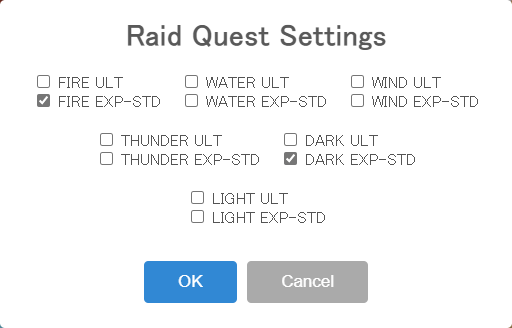 Raid Quest Settings
FIRE ULT WATER ULT WIND ULT
FIRE EXP-STD WATER EXP-STD WIND EXP-STD
THUNDER ULT DARK ULT
THUNDER EXP-STD DARK EXP-STD
LIGHT ULT
LIGHT EXP-STD
OK Cancel